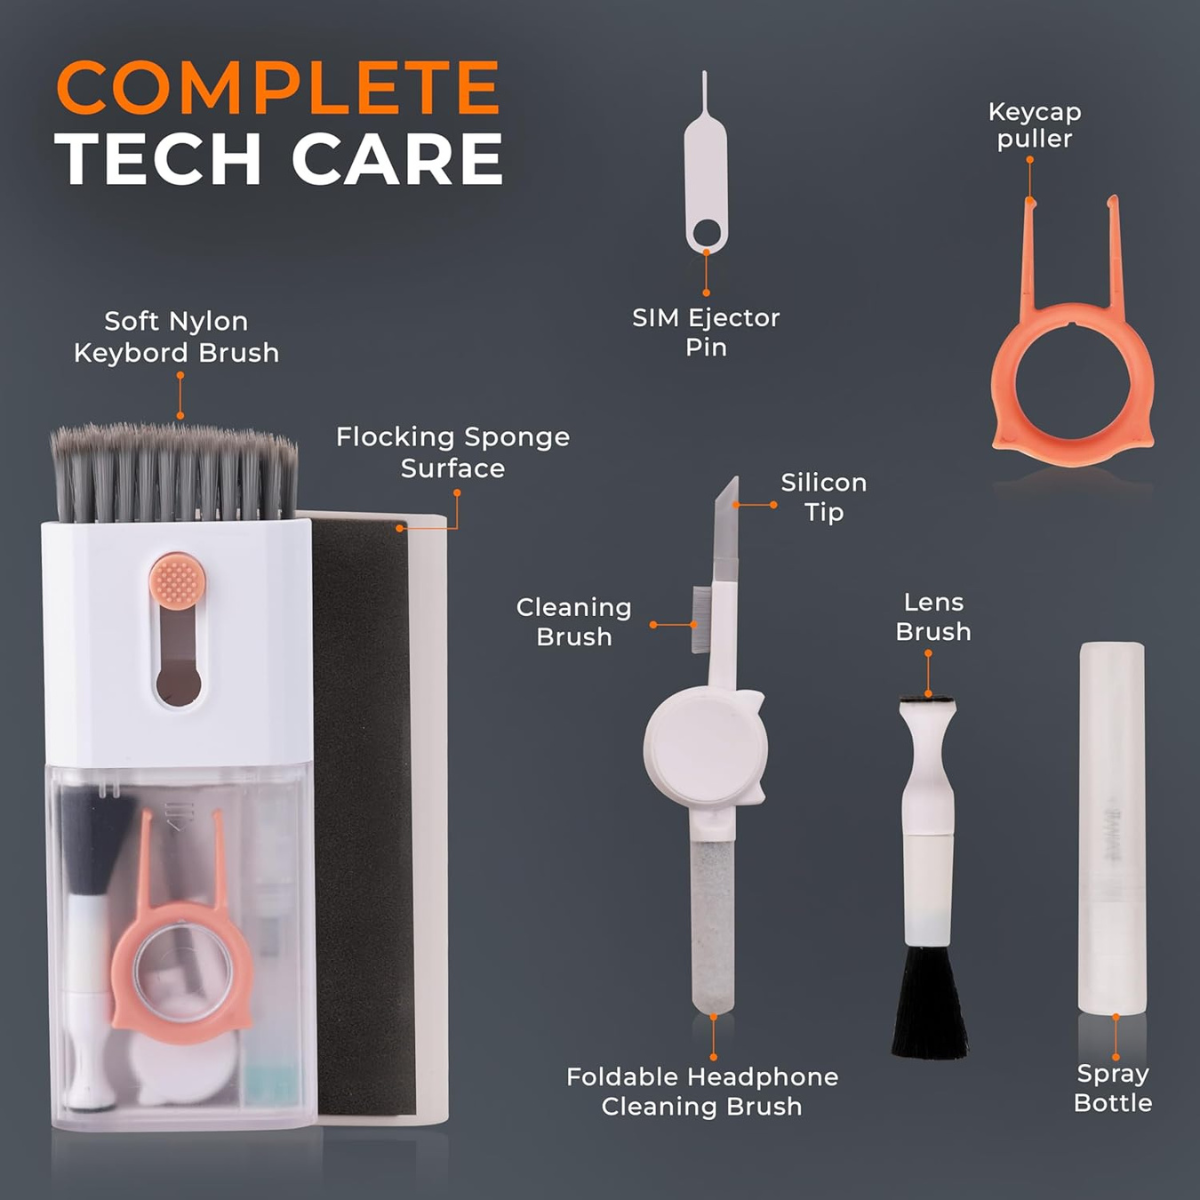 COMPLETE
TECH CARE
Keycap
puller
SIM Ejector
Pin
Soft Nylon
Keybord Brush
Flocking Sponge
Surface
Silicon
Tip
Cleaning
Brush
Lens
Brush
Foldable Headphone
Cleaning Brush
Spray
Bottle